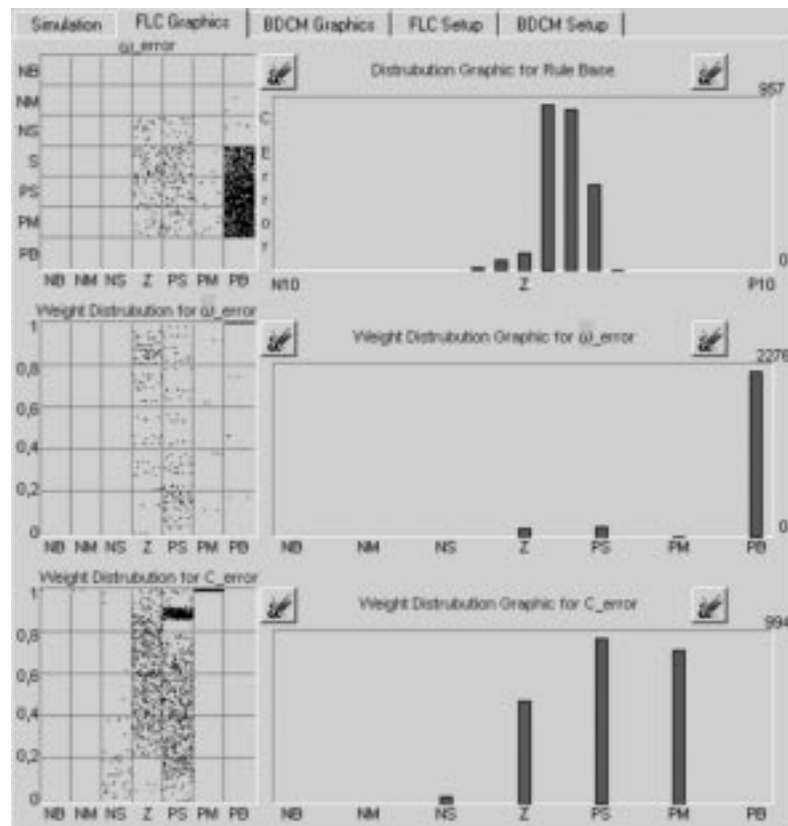 Simulation FLC Graphics BDCM Graphics FLC Setup BDCM Setup
ω_error
Distrubution Graphic for Rule Base
957
NB
NM
NS
S
PS
PM
PB
C
E
r
r
o
r
0
NB NM NS Z PS PM PB
N10 Z P10
Weight Distrubution for ω_error
Weight Distrubution Graphic for ω_error
2276
1
0,8
0,6
0,4
0,2
0
0
NB NM NS Z PS PM PB
NB NM NS Z PS PM PB
Weight Distrubution for C_error
Weight Distrubution Graphic for C_error
994
1
0,8
0,6
0,4
0,2
0
NB NM NS Z PS PM PB
NB NM NS Z PS PM PB